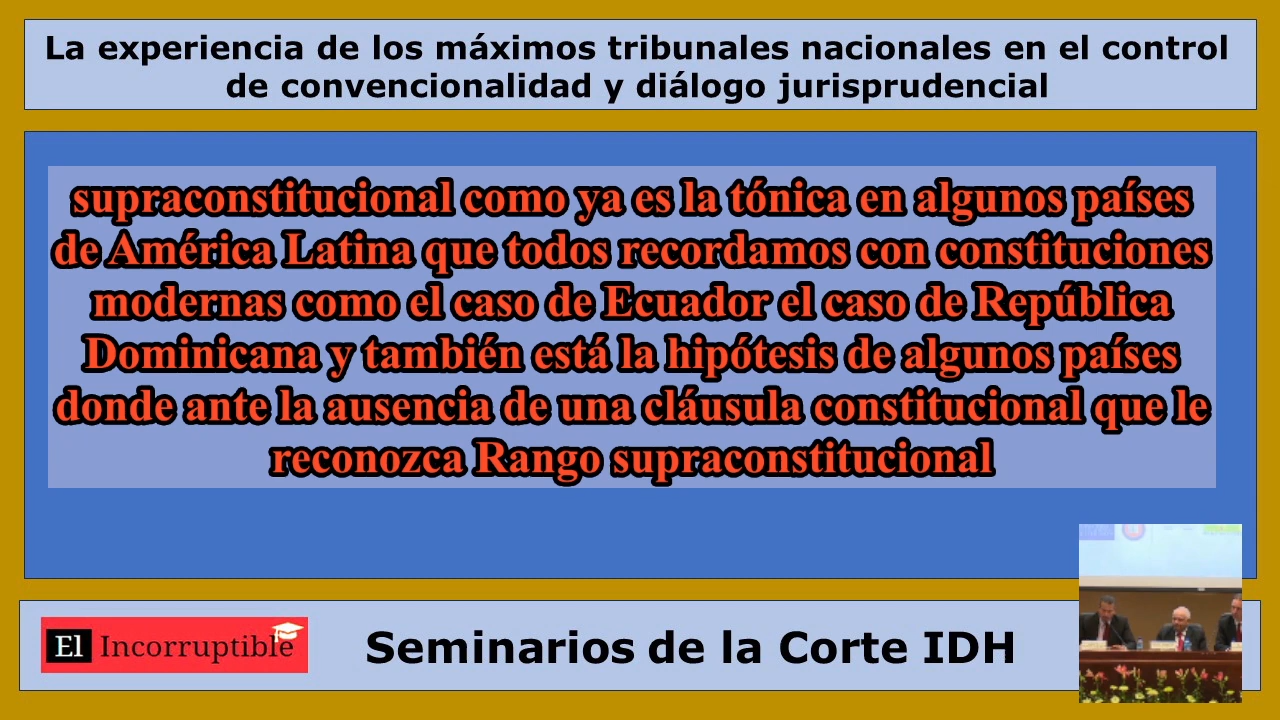 La experiencia de los máximos tribunales nacionales en el control
de convencionalidad y diálogo jurisprudencial
supraconstitucional como ya es la tónica en algunos países
de América Latina que todos recordamos con constituciones
modernas como el caso de Ecuador el caso de República
Dominicana y también está la hipótesis de algunos países
donde ante la ausencia de una cláusula constitucional que le
reconozca Rango supraconstitucional
El Incorruptible
Seminarios de la Corte IDH